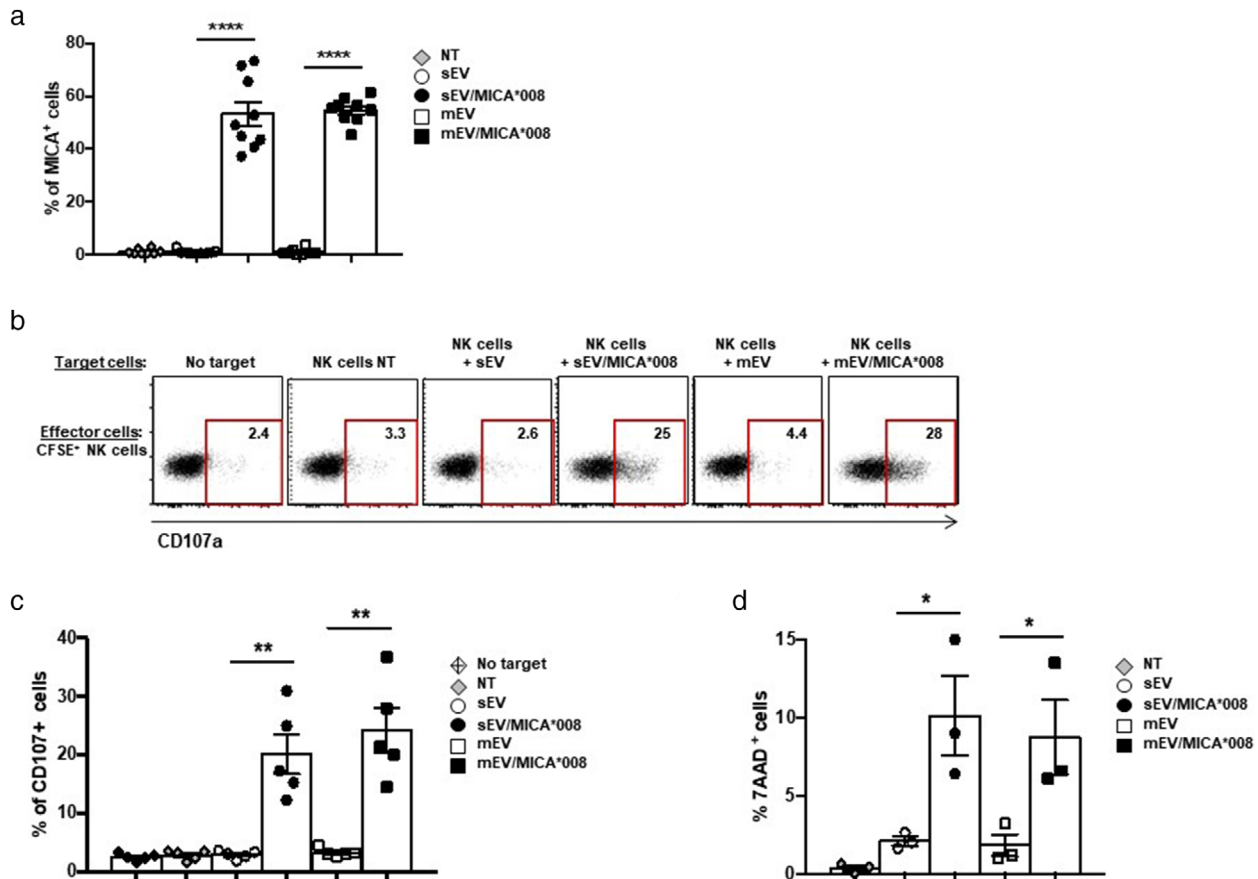 a
****
****
80
60
40
20
0
% of MICA⁺ cells
NT
sEV
sEV/MICA*008
mEV
mEV/MICA*008
b
Target cells:
No target
NK cells NT
NK cells
+ sEV
NK cells
+ sEV/MICA*008
NK cells
+ mEV
NK cells
+ mEV/MICA*008
Effector cells:
CFSE⁺ NK cells
2.4
3.3
2.6
25
4.4
28
CD107a
c
**
**
40
30
20
10
0
% of CD107+ cells
No target
NT
sEV
sEV/MICA*008
mEV
mEV/MICA*008
d
*
*
15
10
5
0
% 7AAD⁺ cells
NT
sEV
sEV/MICA*008
mEV
mEV/MICA*008